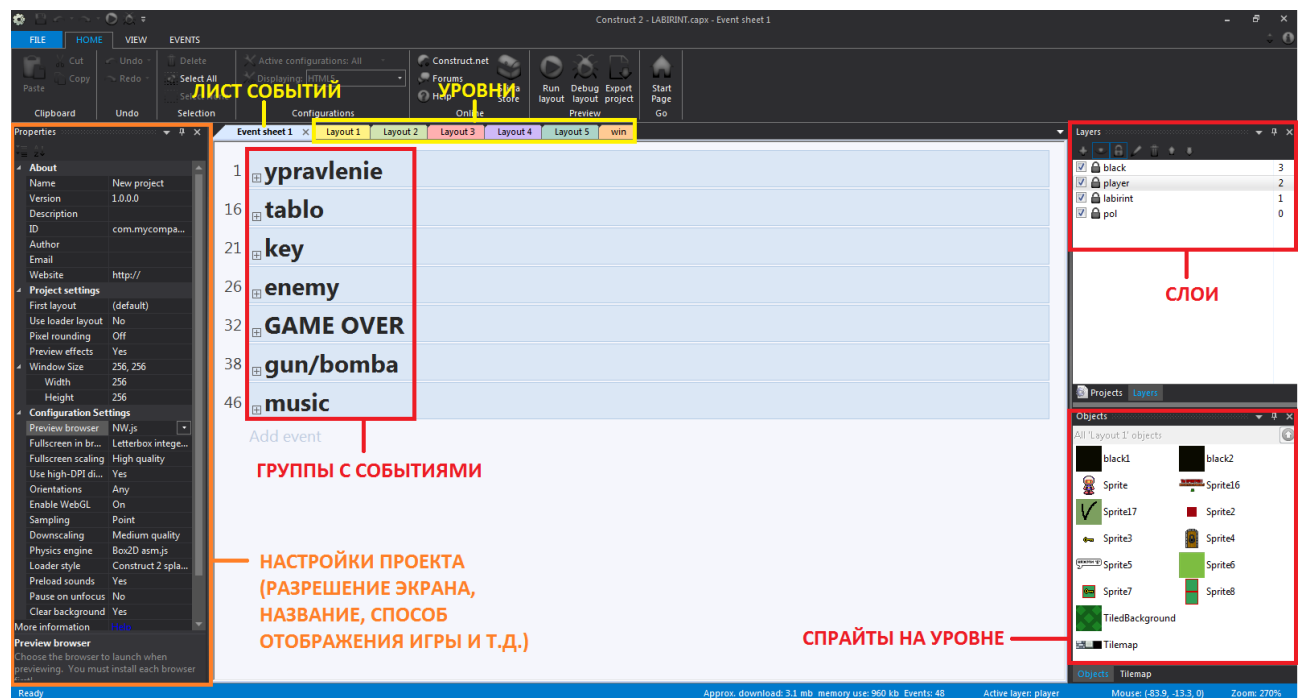 Construct 2 - LABIRINT.capx - Event sheet 1
FILE HOME VIEW EVENTS
Paste
Cut
Copy
Clipboard
Undo
Redo
Undo
Delete
Select All
Selection
Active configurations: All
Displaying: HTML5
Configurations
Construct.net
Forums
Help
Store
Online
Run layout
Debug layout
Export project
Preview
Start Page
Go
ЛИСТ СОБЫТИЙ
УРОВНИ
Event sheet 1 Layout 1 Layout 2 Layout 3 Layout 4 Layout 5 win
Properties
About
Name New project
Version 1.0.0.0
Description
ID com.mycompa...
Author
Email
Website http://
Project settings
First layout (default)
Use loader layout No
Pixel rounding Off
Preview effects Yes
Window Size 256, 256
Width 256
Height 256
Configuration Settings
Preview browser NW.js
Fullscreen in br... Letterbox intege...
Fullscreen scaling High quality
Use high-DPI di... Yes
Orientations Any
Enable WebGL On
Sampling Point
Downscaling Medium quality
Physics engine Box2D asm.js
Loader style Construct 2 spla...
Preload sounds Yes
Pause on unfocus No
Clear background Yes
More information Help
Preview browser
Choose the browser to launch when
previewing. You must install each browser
1 ypravlenie
16 tablo
21 key
26 enemy
32 GAME OVER
38 gun/bomba
46 music
Add event
ГРУППЫ С СОБЫТИЯМИ
НАСТРОЙКИ ПРОЕКТА
(РАЗРЕШЕНИЕ ЭКРАНА,
НАЗВАНИЕ, СПОСОБ
ОТОБРАЖЕНИЯ ИГРЫ И Т.Д.)
Layers
black 3
player 2
labirint 1
pol 0
СЛОИ
Projects Layers
Objects
All 'Layout 1' objects
black1 black2
Sprite Sprite16
Sprite17 Sprite2
Sprite3 Sprite4
Sprite5 Sprite6
Sprite7 Sprite8
TiledBackground
Tilemap
СПРАЙТЫ НА УРОВНЕ
Objects Tilemap
Ready
Approx. download: 3.1 mb memory use: 960 kb Events: 48 Active layer: player Mouse: (-83.9, -13.3, 0) Zoom: 270%